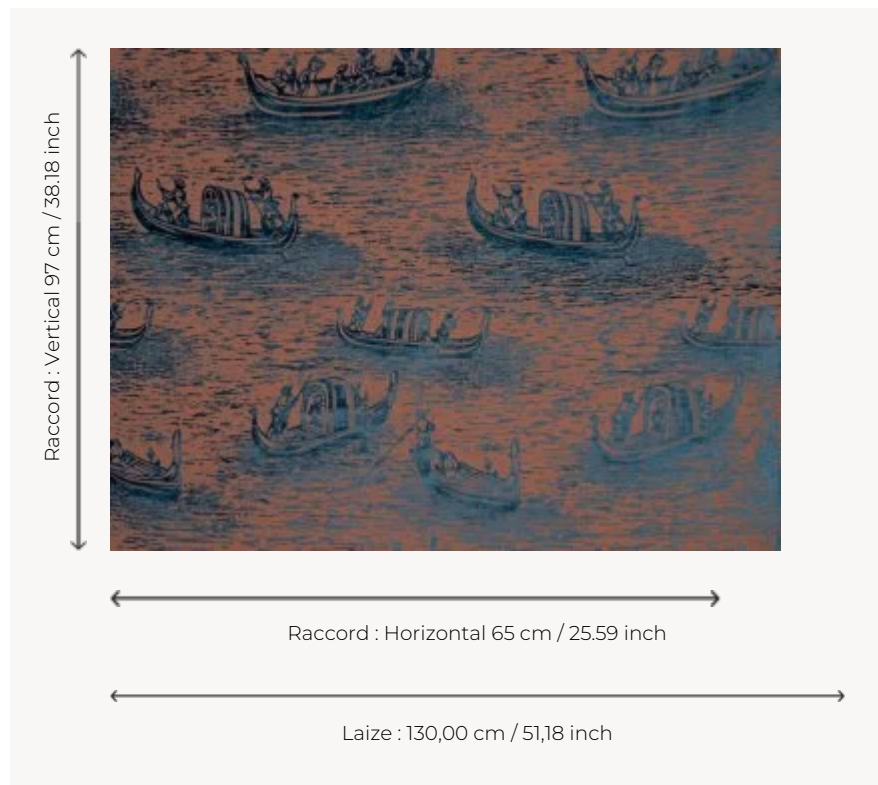 Raccord : Vertical 97 cm / 38.18 inch
Raccord : Horizontal 65 cm / 25.59 inch
Laize : 130,00 cm / 51,18 inch